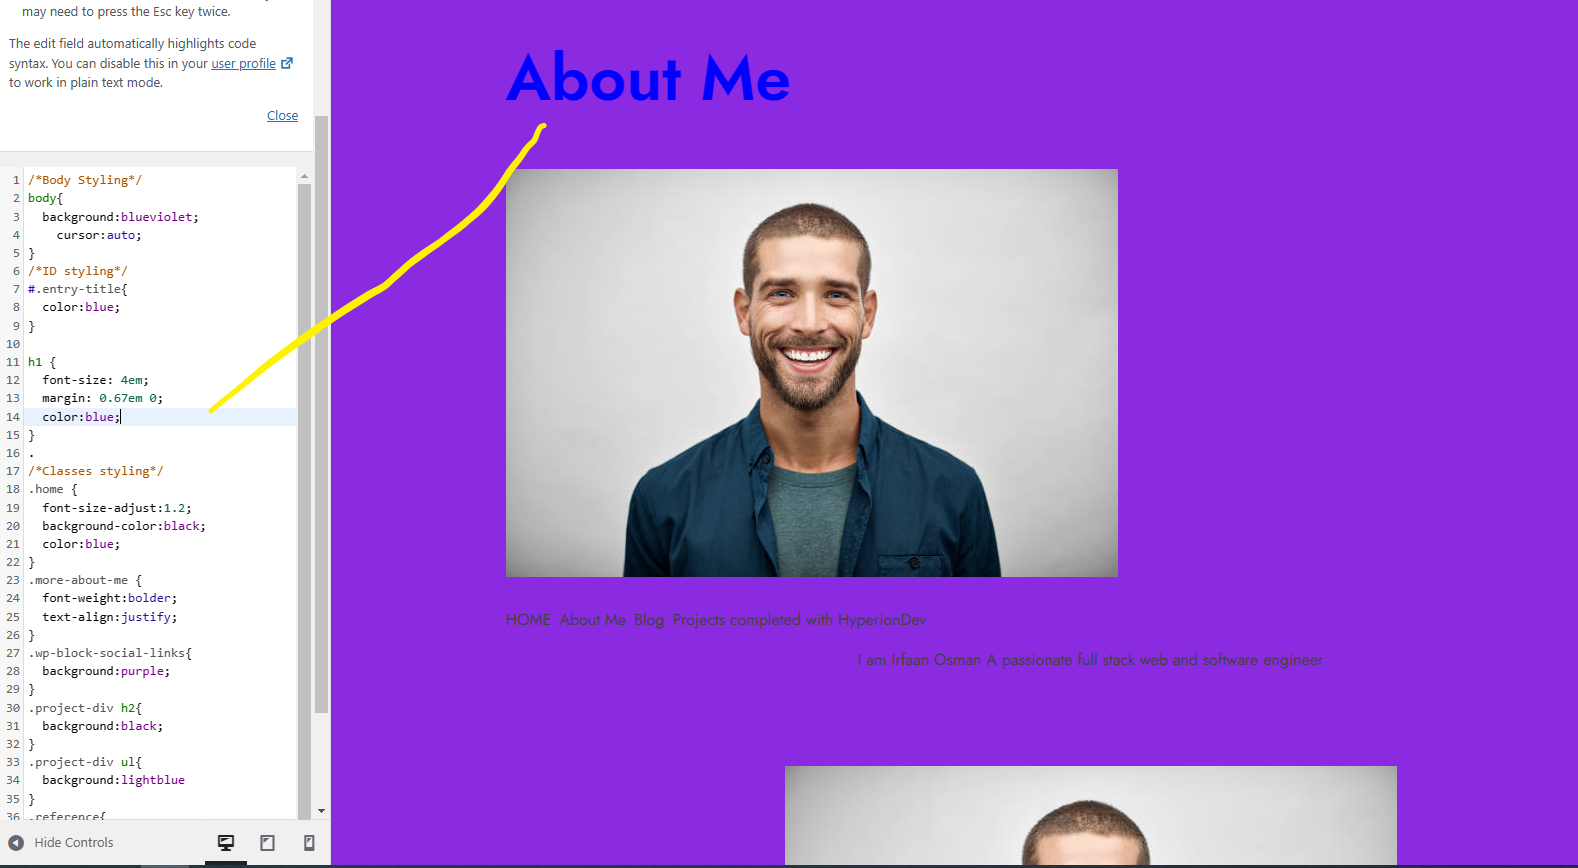 may need to press the Esc key twice.
The edit field automatically highlights code
syntax. You can disable this in your user profile
to work in plain text mode.
Close
1 /*Body Styling*/
2 body{
3 background:blueviolet;
4 cursor:auto;
5 }
6 /*ID styling*/
7 #.entry-title{
8 color:blue;
9 }
10
11 h1 {
12 font-size: 4em;
13 margin: 0.67em 0;
14 color:blue;
15 }
16 .
17 /*Classes styling*/
18 .home {
19 font-size-adjust:1.2;
20 background-color:black;
21 color:blue;
22 }
23 .more-about-me {
24 font-weight:bolder;
25 text-align:justify;
26 }
27 .wp-block-social-links{
28 background:purple;
29 }
30 .project-div h2{
31 background:black;
32 }
33 .project-div ul{
34 background:lightblue
35 }
36 .reference{
Hide Controls
About Me
HOME About Me Blog Projects completed with HyperionDev
I am Irfaan Osman A passionate full stack web and software engineer